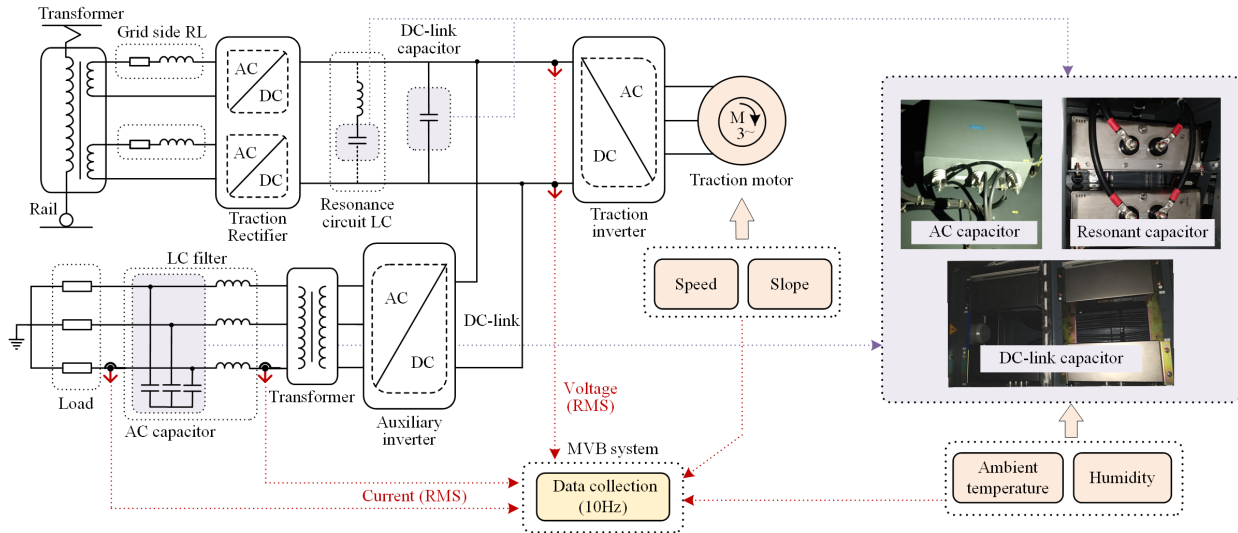 Transformer
Grid side RL
DC-link
capacitor
AC
DC
AC
DC
AC
DC
M
3~
Rail
Traction
Rectifier
Resonance
circuit LC
Traction
inverter
Traction motor
AC capacitor
Resonant capacitor
DC-link capacitor
LC filter
AC
DC
DC-link
Speed
Slope
Load
AC capacitor
Transformer
Auxiliary
inverter
Voltage
(RMS)
MVB system
Current (RMS)
Data collection
(10Hz)
Ambient
temperature
Humidity